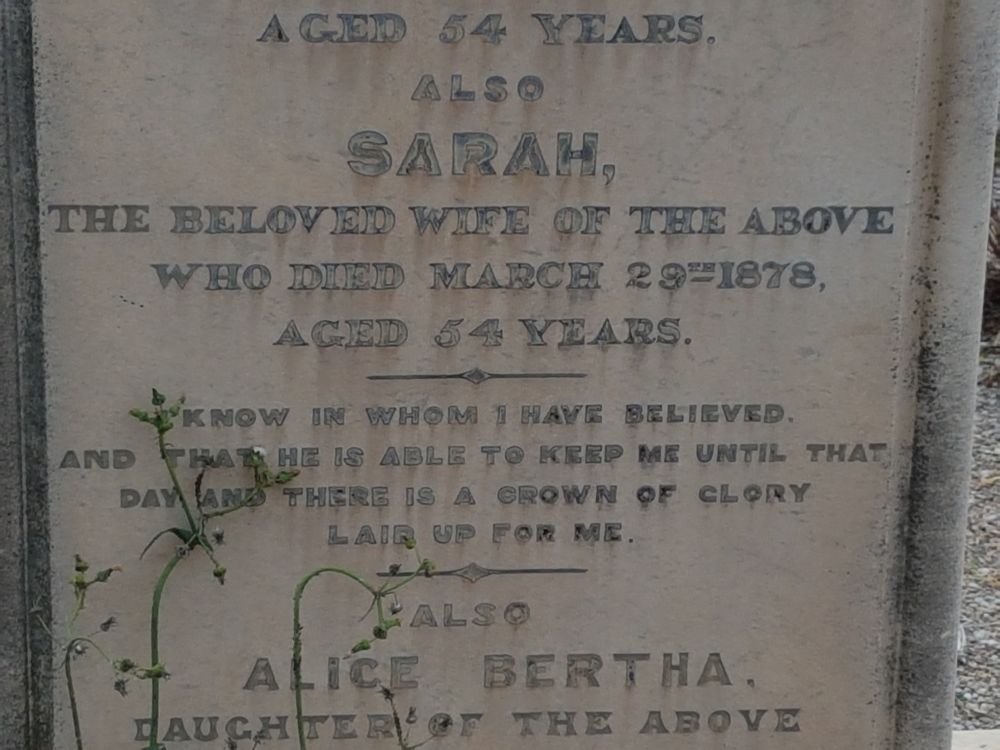 AGED 54 YEARS.
ALSO
SARAH,
THE BELOVED WIFE OF THE ABOVE
WHO DIED MARCH 29TH 1878,
AGED 54 YEARS.
KNOW IN WHOM I HAVE BELIEVED.
AND THAT HE IS ABLE TO KEEP ME UNTIL THAT
DAY AND THERE IS A CROWN OF GLORY
LAID UP FOR ME.
ALSO
ALICE BERTHA.
DAUGHTER OF THE ABOVE